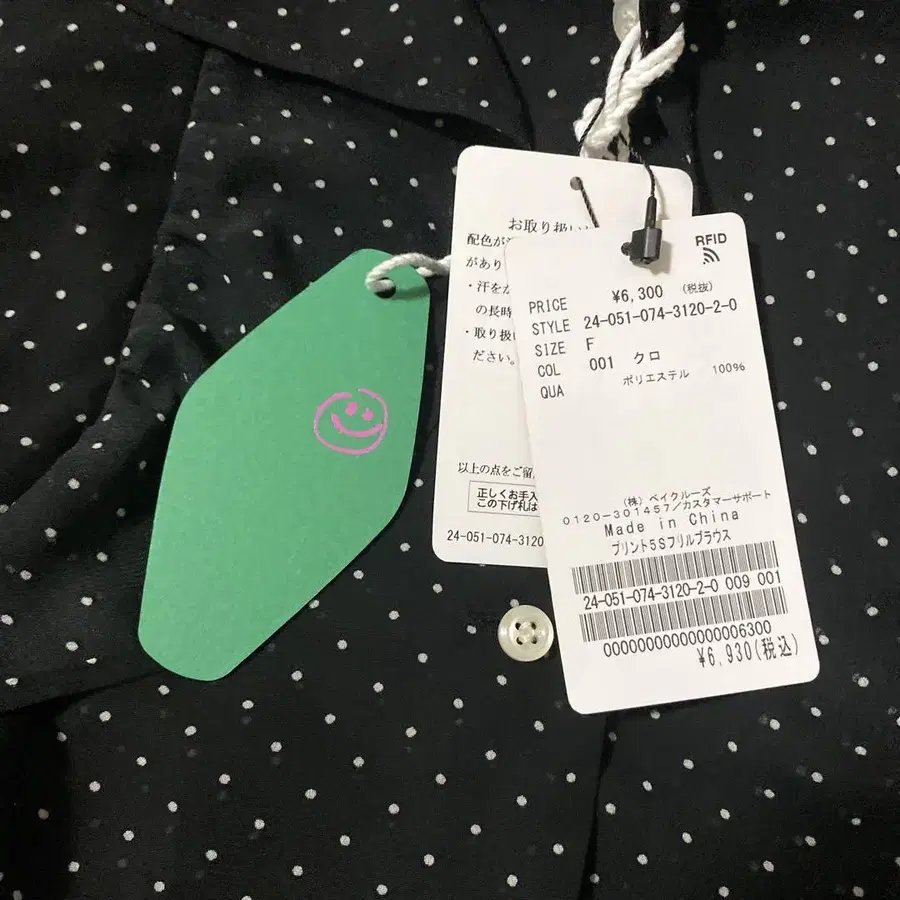 お取り扱い
配色が
があり
・汗を
の長時
・取り扱い
ださい。
以上の点をご留
正しくお手入
この下げ札は
24-051-074-3120
RFID
PRICE ¥6,300 (税抜)
STYLE 24-051-074-3120-2-0
SIZE F
COL 001 クロ
QUA ポリエステル 100%
(株) ベイクルーズ
0120-301457/カスタマーサポート
Made in China
プリント5Sフリルブラウス
24-051-074-3120-2-0 009 001
00000000000000006300
¥6,930(税込)